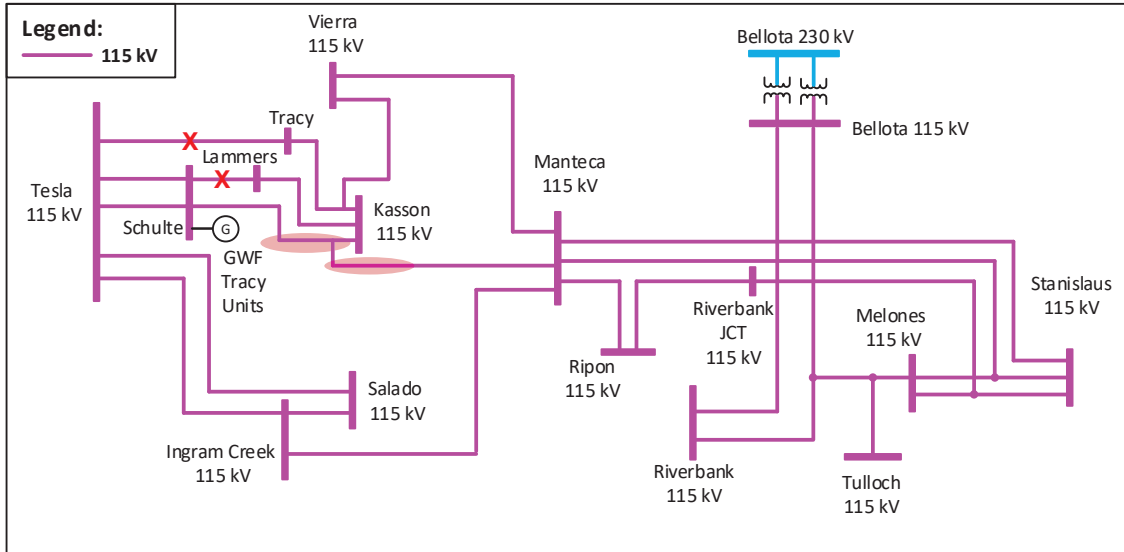 Legend:
115 kV
Vierra
115 kV
Bellota 230 kV
Tracy
Bellota 115 kV
X
Lammers
Manteca
115 kV
X
Tesla
115 kV
Kasson
115 kV
Schulte
G
GWF
Tracy
Units
Stanislaus
115 kV
Riverbank
JCT
115 kV
Melones
115 kV
Ripon
115 kV
Salado
115 kV
Ingram Creek
115 kV
Riverbank
115 kV
Tulloch
115 kV